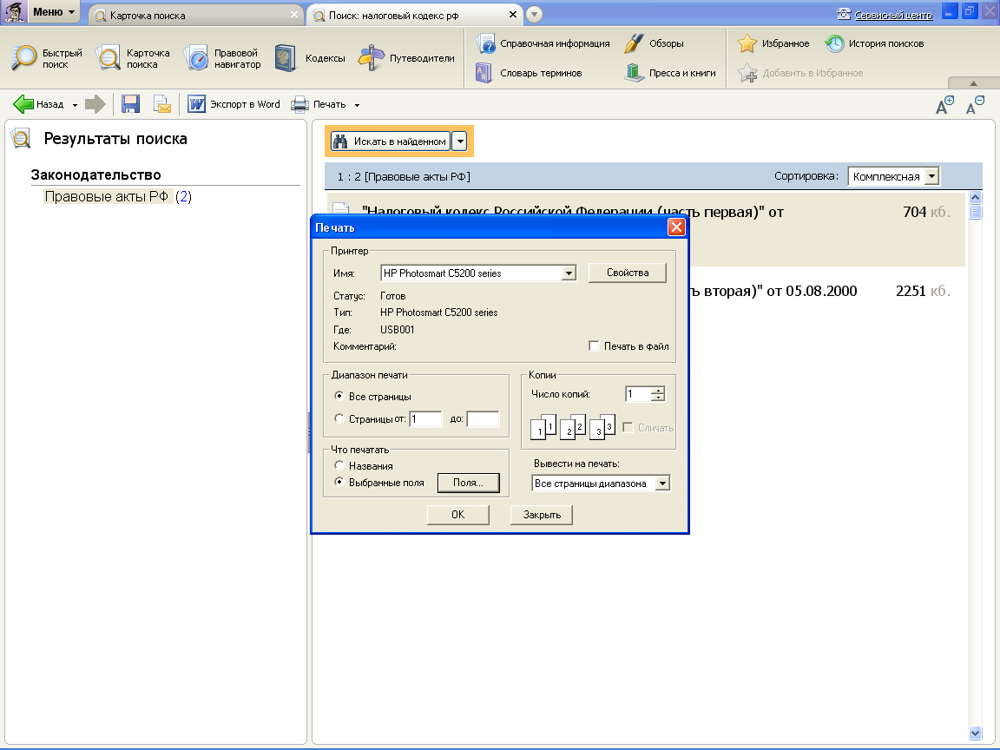 Меню
Карточка поиска
Поиск: налоговый кодекс рф
Сервисный центр
Быстрый поиск
Карточка поиска
Правовой навигатор
Кодексы
Путеводители
Справочная информация
Словарь терминов
Обзоры
Пресса и книги
Избранное
История поисков
Добавить в Избранное
Назад
Экспорт в Word
Печать
Результаты поиска
Законодательство
Правовые акты РФ (2)
Искать в найденном
1 : 2 [Правовые акты РФ]
Сортировка: Комплексная
"Налоговый кодекс Российской Федерации (часть первая)" от
704 кб.
ь вторая)" от 05.08.2000
2251 кб.
Печать
Принтер
Имя: HP Photosmart C5200 series
Свойства
Статус: Готов
Тип: HP Photosmart C5200 series
Где: USB001
Комментарий:
Печать в файл
Диапазон печати
Все страницы
Страницы от: 1 до:
Копии
Число копий: 1
1 1 2 2 3 3
Сличать
Что печатать
Названия
Выбранные поля
Поля...
Вывести на печать:
Все страницы диапазона
ОК
Закрыть